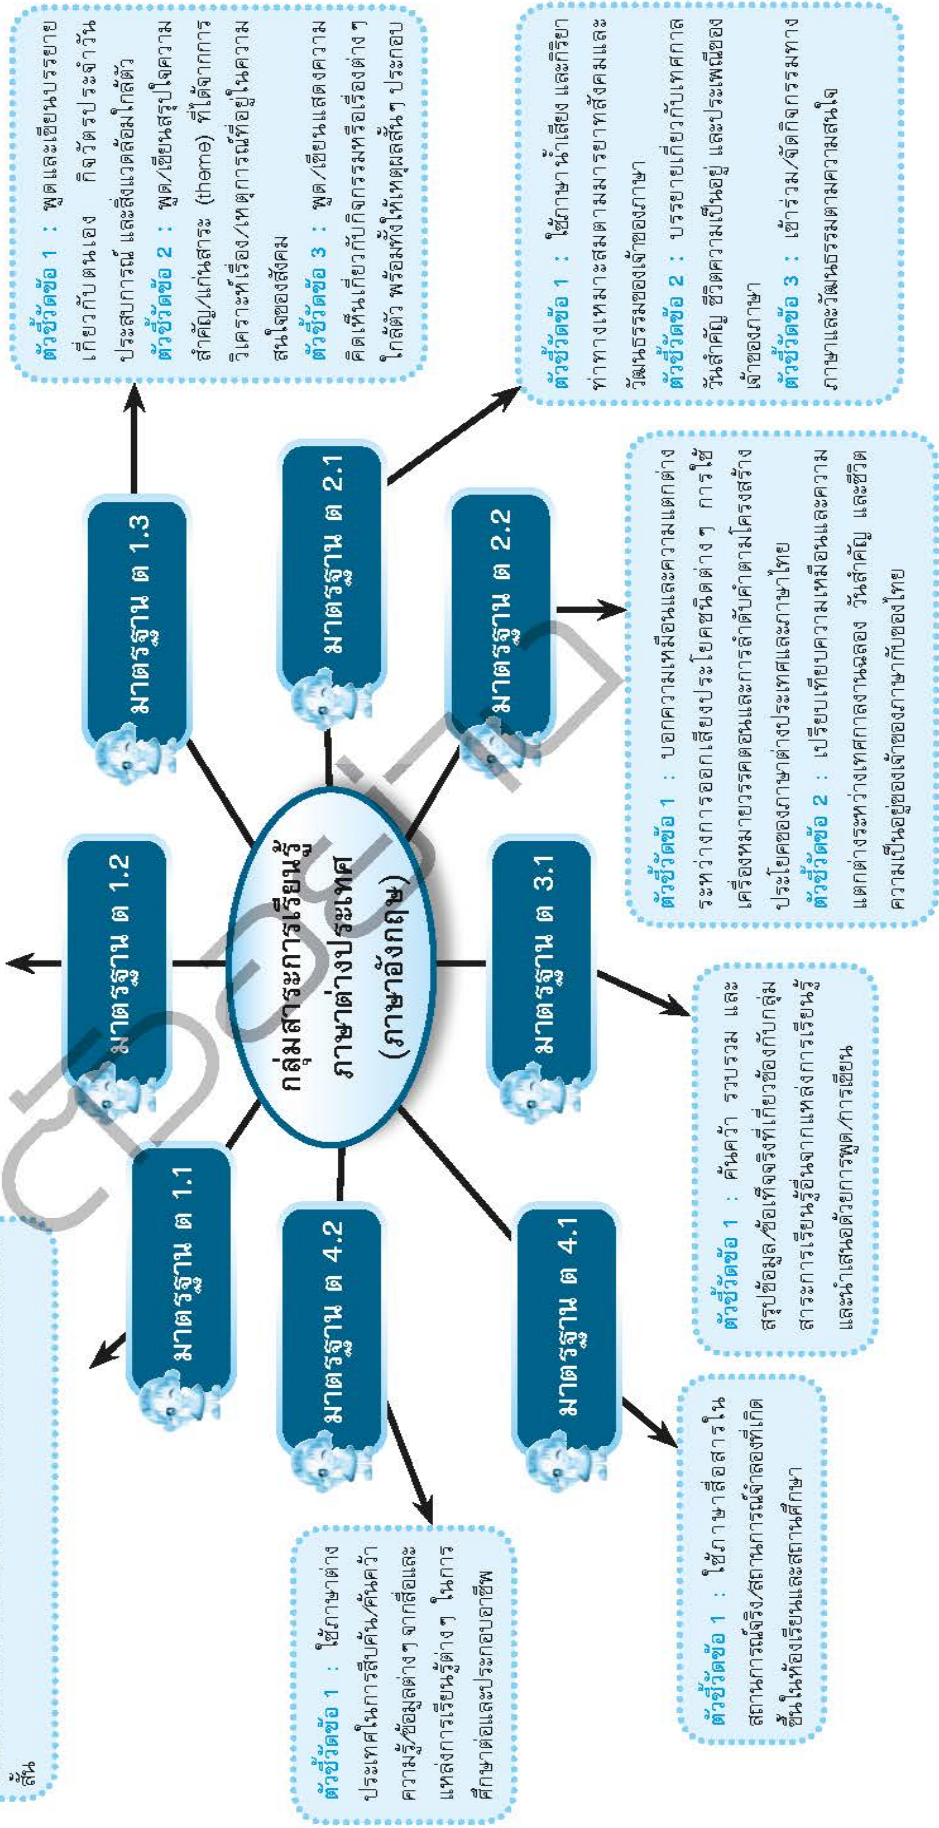 สั้น
มาตรฐาน ต 1.1
มาตรฐาน ต 1.2
มาตรฐาน ต 1.3
ตัวชี้วัดข้อ 1 : พูดและเขียนบรรยาย
เกี่ยวกับตนเอง กิจวัตรประจำวัน
ประสบการณ์ และสิ่งแวดล้อมใกล้ตัว
ตัวชี้วัดข้อ 2 : พูด/เขียนสรุปใจความ
สำคัญ/แก่นสาระ (theme) ที่ได้จากการ
วิเคราะห์เรื่อง/เหตุการณ์ที่อยู่ในความ
สนใจของสังคม
ตัวชี้วัดข้อ 3 : พูด/เขียนแสดงความ
คิดเห็นเกี่ยวกับกิจกรรมหรือเรื่องต่าง ๆ
ใกล้ตัว พร้อมทั้งให้เหตุผลสั้น ๆ ประกอบ
กลุ่มสาระการเรียนรู้
ภาษาต่างประเทศ
(ภาษาอังกฤษ)
มาตรฐาน ต 2.1
ตัวชี้วัดข้อ 1 : ใช้ภาษา น้ำเสียง และกิริยา
ท่าทางเหมาะสมตามมารยาทสังคมและ
วัฒนธรรมของเจ้าของภาษา
ตัวชี้วัดข้อ 2 : บรรยายเกี่ยวกับเทศกาล
วันสำคัญ ชีวิตความเป็นอยู่ และประเพณีของ
เจ้าของภาษา
ตัวชี้วัดข้อ 3 : เข้าร่วม/จัดกิจกรรมทาง
ภาษาและวัฒนธรรมตามความสนใจ
มาตรฐาน ต 2.2
ตัวชี้วัดข้อ 1 : บอกความเหมือนและความแตกต่าง
ระหว่างการออกเสียงประโยคชนิดต่าง ๆ การใช้
เครื่องหมายวรรคตอนและการลำดับคำตามโครงสร้าง
ประโยคของภาษาต่างประเทศและภาษาไทย
ตัวชี้วัดข้อ 2 : เปรียบเทียบความเหมือนและความ
แตกต่างระหว่างเทศกาลงานฉลอง วันสำคัญ และชีวิต
ความเป็นอยู่ของเจ้าของภาษากับของไทย
มาตรฐาน ต 3.1
ตัวชี้วัดข้อ 1 : ค้นคว้า รวบรวม และ
สรุปข้อมูล/ข้อเท็จจริงที่เกี่ยวข้องกับกลุ่ม
สาระการเรียนรู้อื่นจากแหล่งการเรียนรู้
และนำเสนอด้วยการพูด/การเขียน
มาตรฐาน ต 4.1
ตัวชี้วัดข้อ 1 : ใช้ภาษาสื่อสารใน
สถานการณ์จริง/สถานการณ์จำลองที่เกิด
ขึ้นในห้องเรียนและสถานศึกษา
มาตรฐาน ต 4.2
ตัวชี้วัดข้อ 1 : ใช้ภาษาต่าง
ประเทศในการสืบค้น/ค้นคว้า
ความรู้/ข้อมูลต่าง ๆ จากสื่อและ
แหล่งการเรียนรู้ต่าง ๆ ในการ
ศึกษาต่อและประกอบอาชีพ